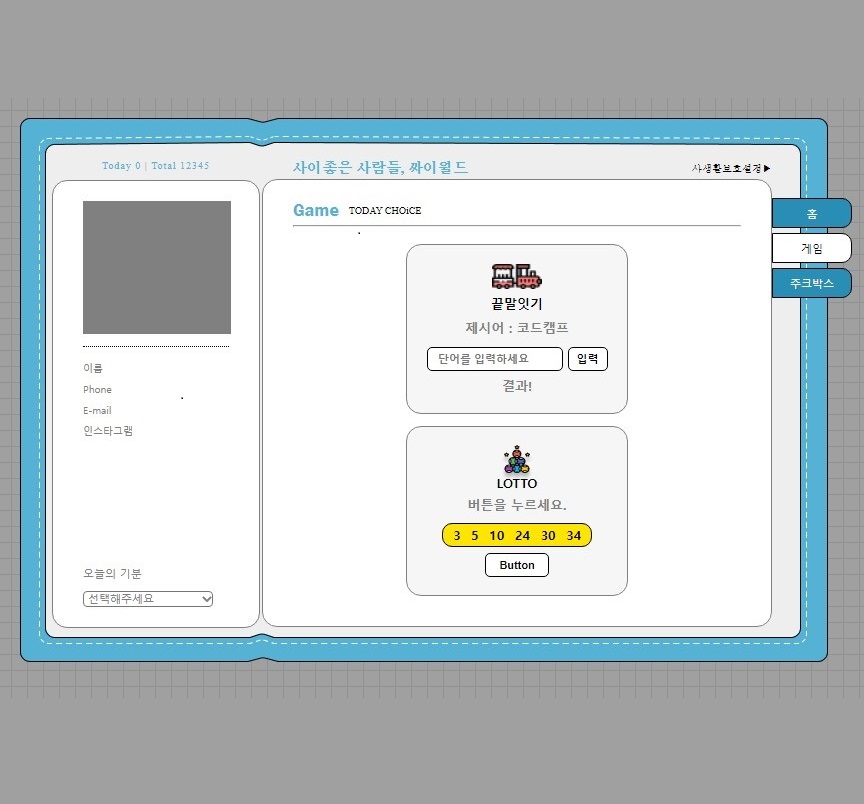 Today 0 | Total 12345
사이좋은 사람들, 싸이월드
사생활보호설정▶
이름
Phone
E-mail
인스타그램
오늘의 기분
선택해주세요
Game TODAY CHOiCE
끝말잇기
제시어 : 코드캠프
단어를 입력하세요 입력
결과!
LOTTO
버튼을 누르세요.
3 5 10 24 30 34
Button
홈
게임
주크박스